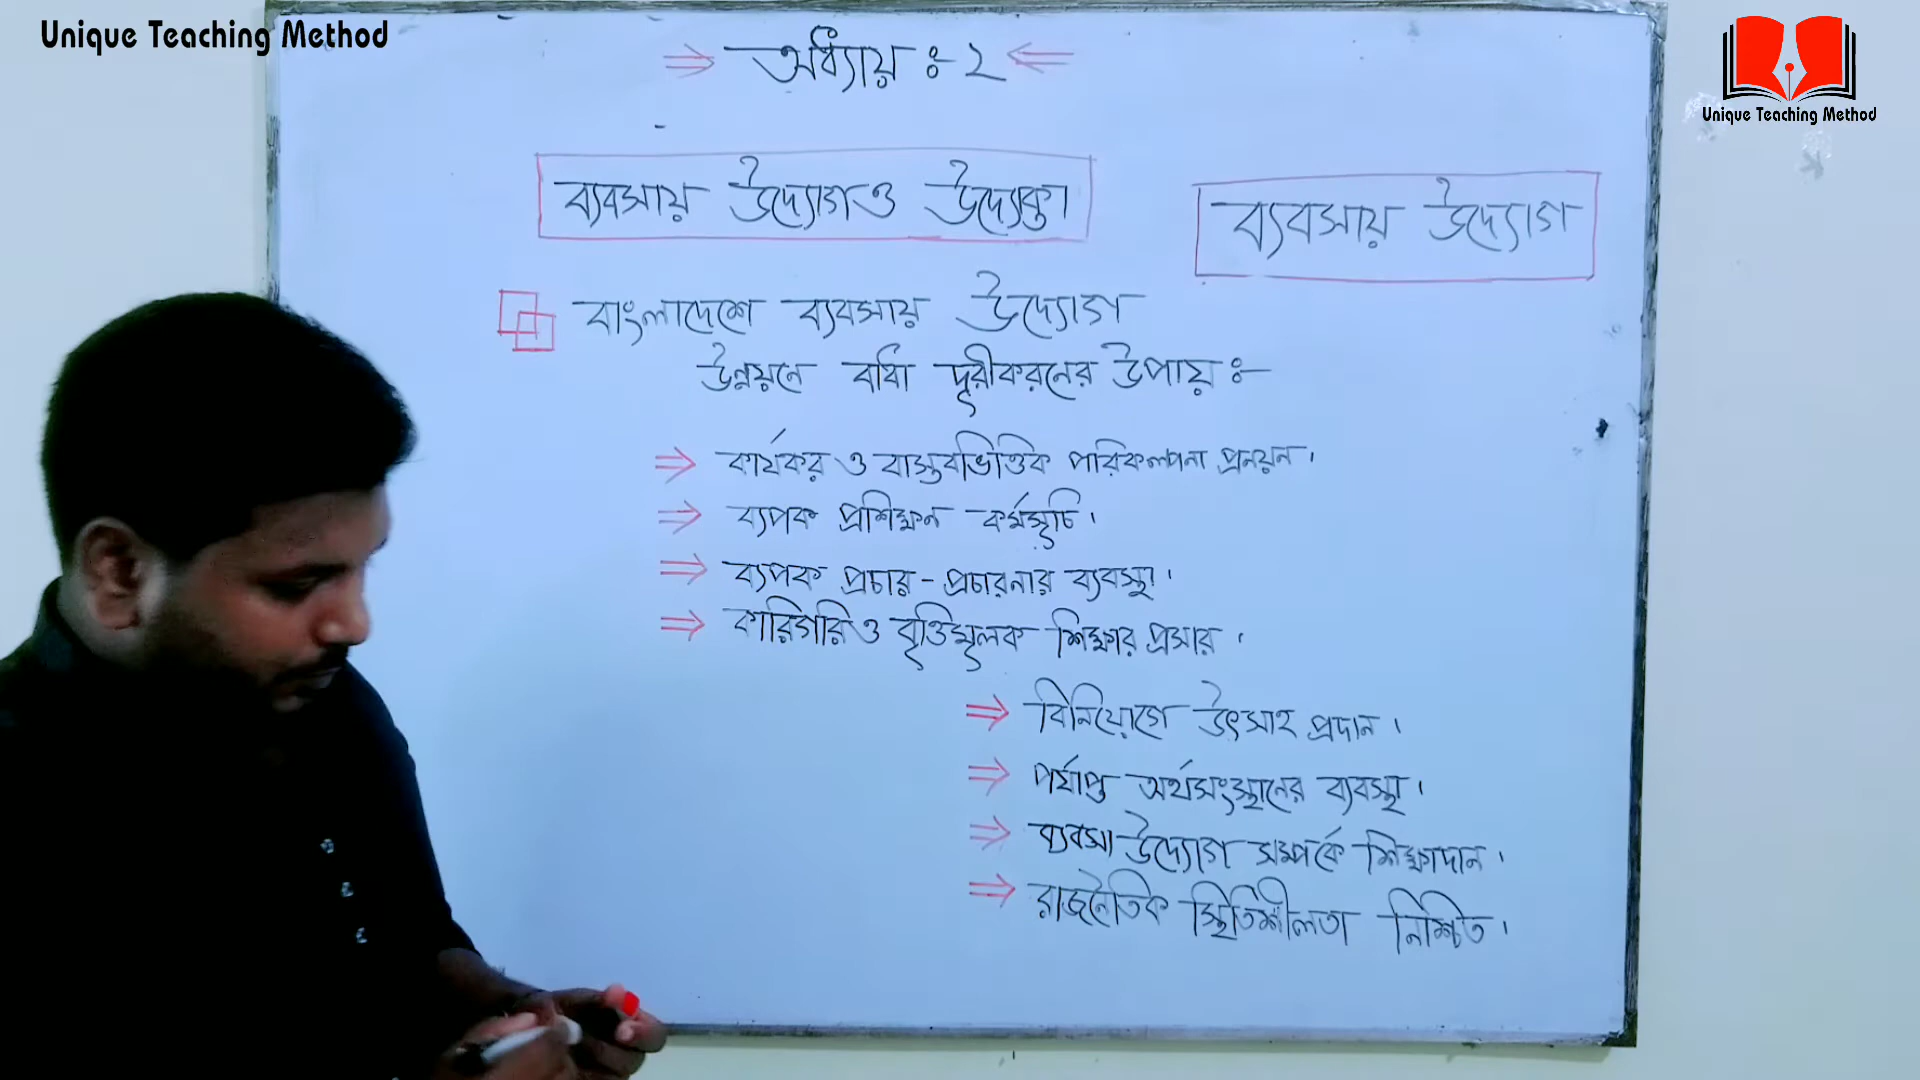 Unique Teaching Method
Unique Teaching Method
⇒ অধ্যায় ঃ- ২ ⇐
ব্যবসায় উদ্যোগ ও উদ্যোক্তা
ব্যবসায় উদ্যোগ
বাংলাদেশে ব্যবসায় উদ্যোগ
উন্নয়নে বাধা দূরীকরনের উপায় ঃ-
⇒ কার্যকর ও বাস্তবভিত্তিক পরিকল্পনা প্রনয়ন।
⇒ ব্যপক প্রশিক্ষন কর্মসূচি।
⇒ ব্যপক প্রচার - প্রচারনার ব্যবস্থা।
⇒ কারিগরি ও বৃত্তিমূলক শিক্ষার প্রসার।
⇒ বিনিয়োগে উৎসাহ প্রদান।
⇒ পর্যাপ্ত অর্থসংস্থানের ব্যবস্থা।
⇒ ব্যবসা উদ্যোগ সম্পর্কে শিক্ষাদান।
⇒ রাজনৈতিক স্থিতিশীলতা নিশ্চিত।